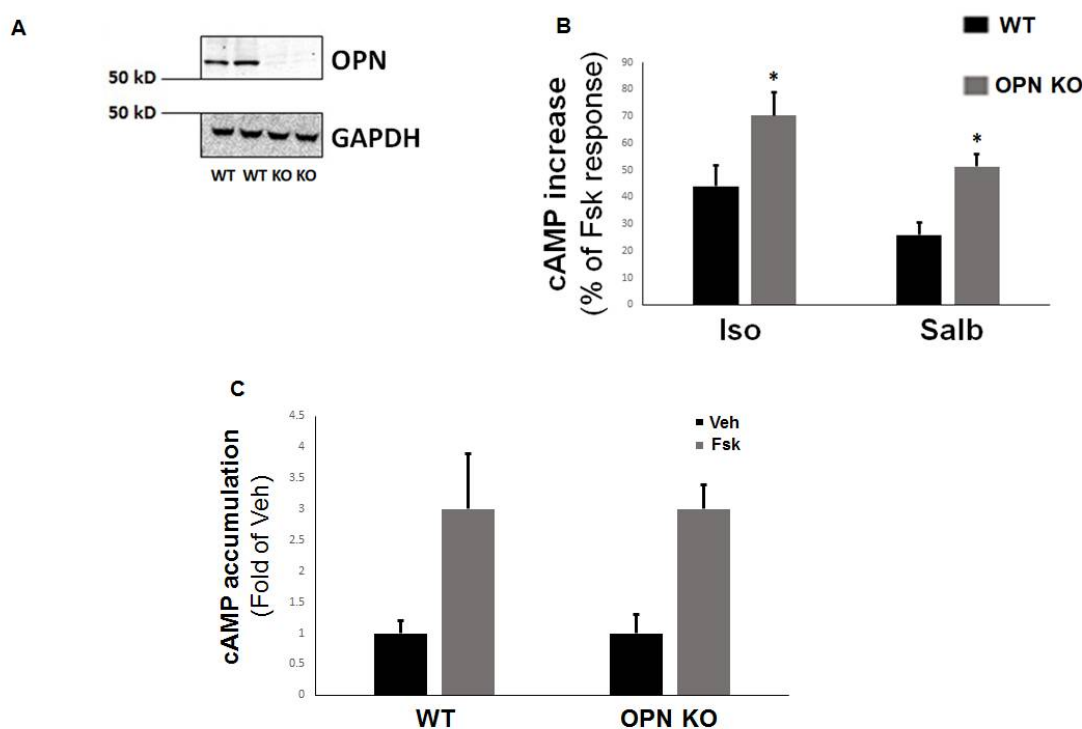 A
OPN
50 kD
50 kD
GAPDH
WT WT KO KO
B
WT
OPN KO
cAMP increase
(% of Fsk response)
90
80
70
60
50
40
30
20
10
0
*
*
Iso
Salb
C
cAMP accumulation
(Fold of Veh)
4.5
4
3.5
3
2.5
2
1.5
1
0.5
0
Veh
Fsk
WT
OPN KO